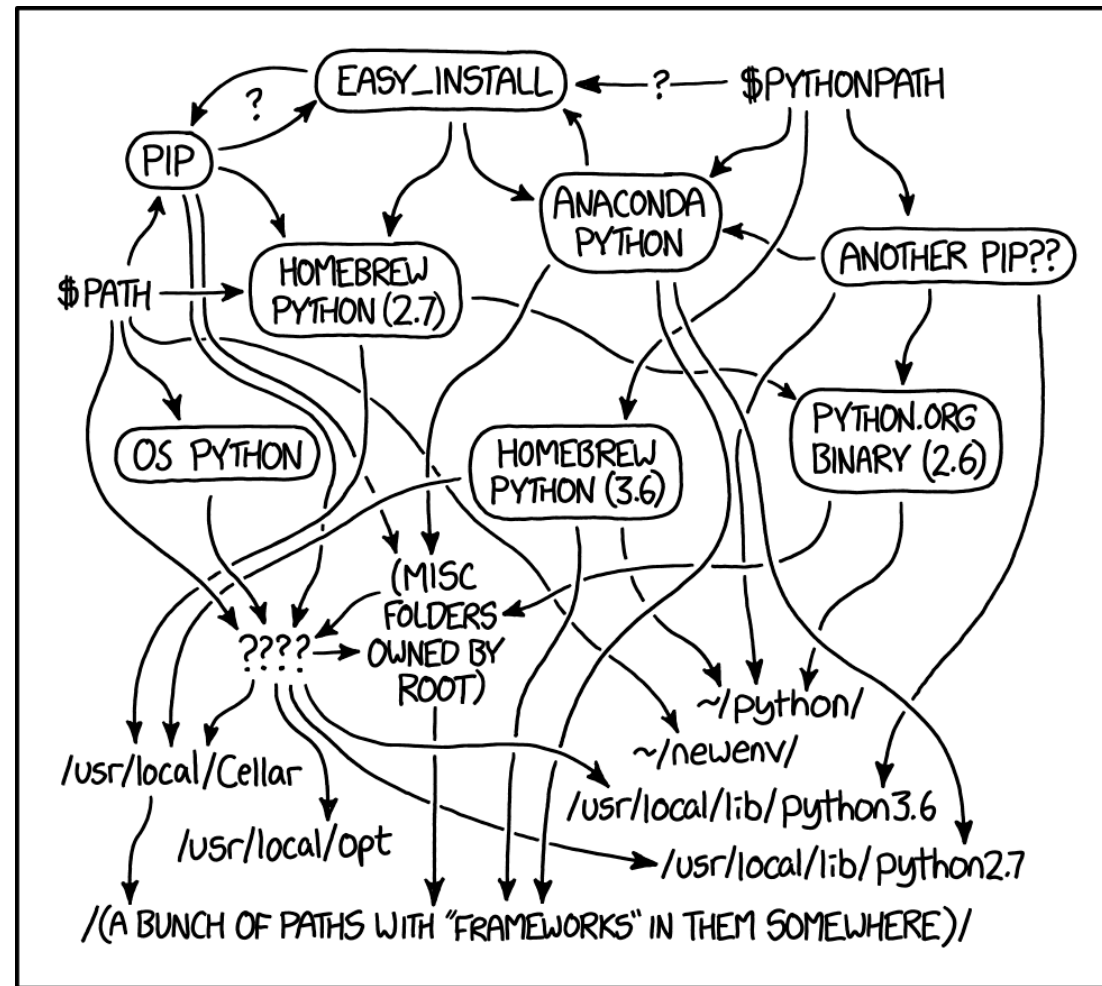 EASY_INSTALL
?
$PYTHONPATH
?
PIP
ANACONDA
PYTHON
ANOTHER PIP??
HOMEBREW
PYTHON (2.7)
$PATH
OS PYTHON
HOMEBREW
PYTHON (3.6)
PYTHON.ORG
BINARY (2.6)
(MISC
FOLDERS
OWNED BY
ROOT)
????
~/python/
~/newenv/
/usr/local/Cellar
/usr/local/lib/python3.6
/usr/local/opt
/usr/local/lib/python2.7
/(A BUNCH OF PATHS WITH "FRAMEWORKS" IN THEM SOMEWHERE)/